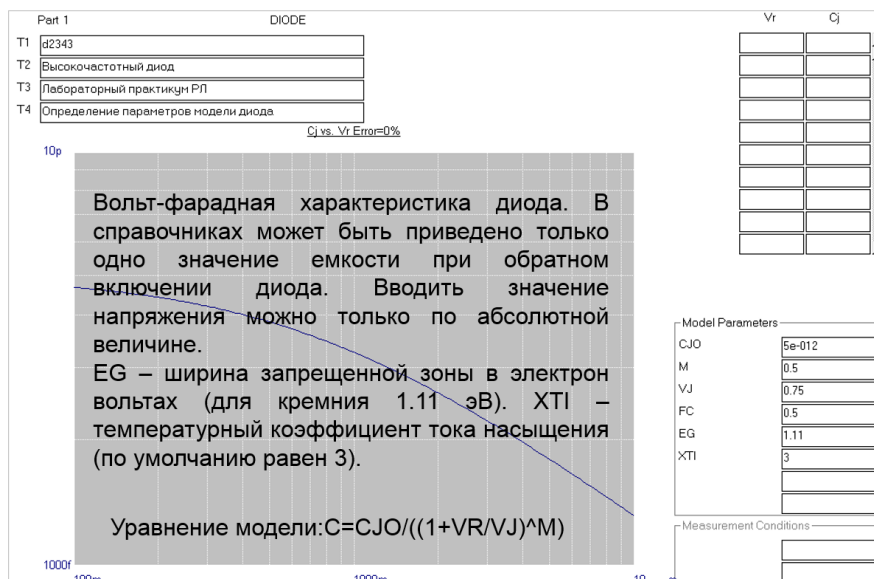 Part 1
DIODE
Vr
Cj
T1
d2343
T2
Высокочастотный диод
T3
Лабораторный практикум РЛ
T4
Определение параметров модели диода
Cj vs. Vr Error=0%
10p
Вольт-фарадная характеристика диода. В
справочниках может быть приведено только
одно значение емкости при обратном
включении диода. Вводить значение
напряжения можно только по абсолютной
величине.
EG – ширина запрещенной зоны в электрон
вольтах (для кремния 1.11 эВ). XTI –
температурный коэффициент тока насыщения
(по умолчанию равен 3).
Уравнение модели:C=CJO/((1+VR/VJ)^M)
1000f
100m
1000m
10
Model Parameters
CJO
5e-012
M
0.5
VJ
0.75
FC
0.5
EG
1.11
XTI
3
Measurement Conditions